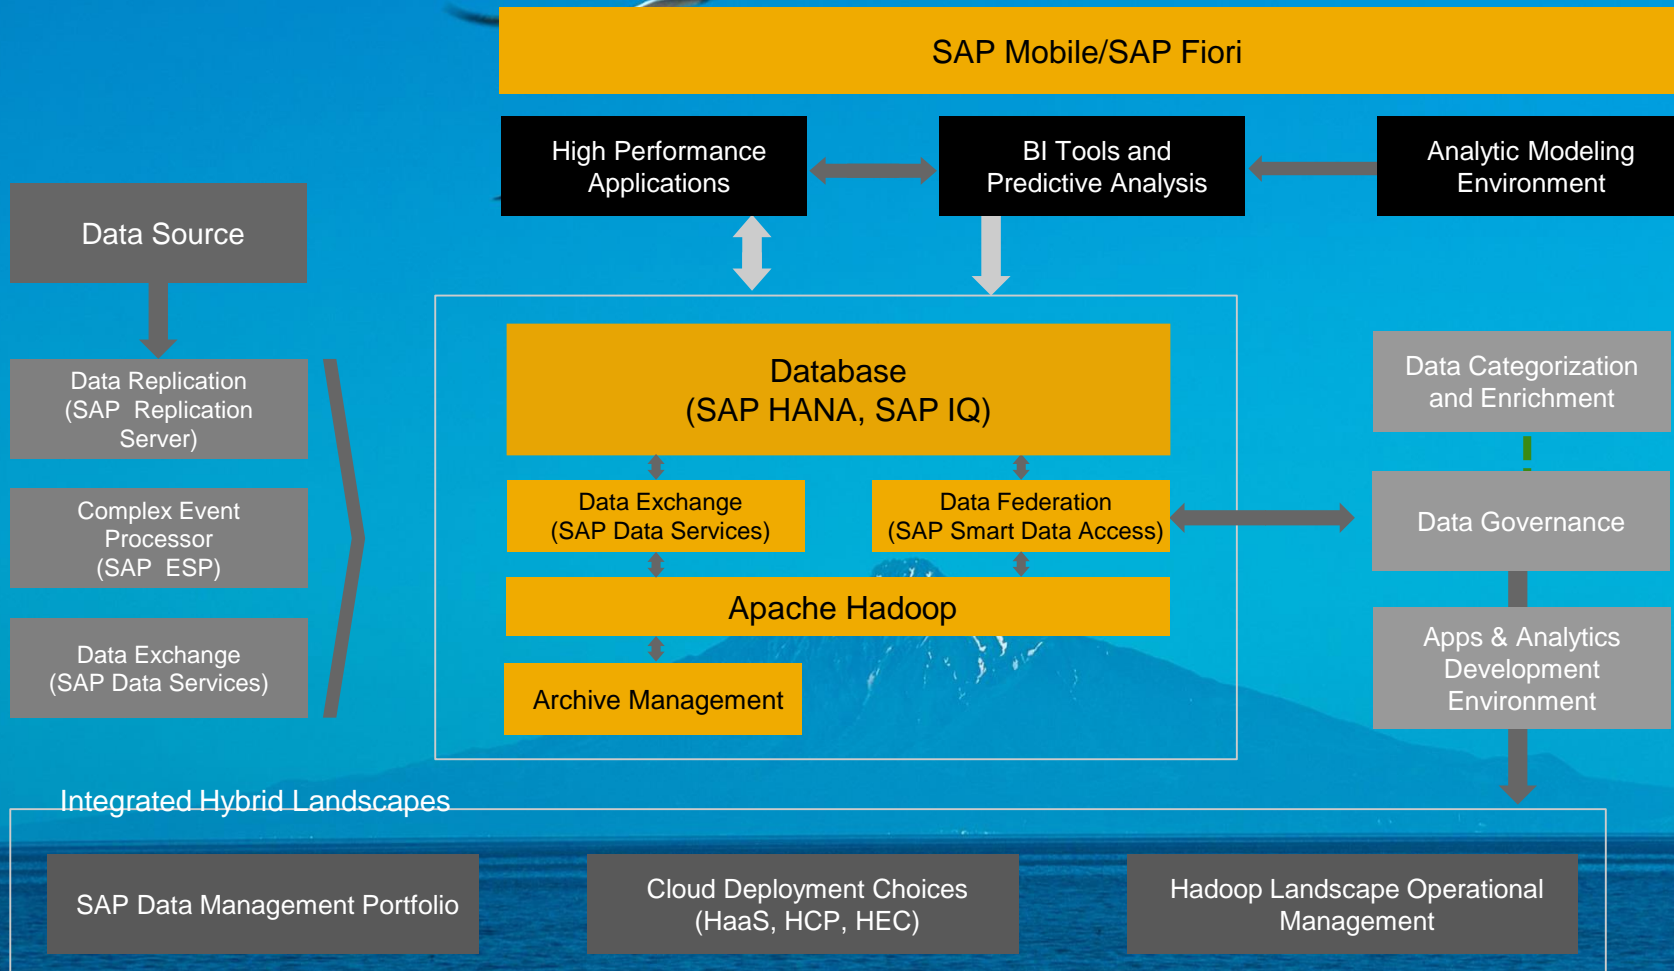 SAP Mobile/SAP Fiori
High Performance
Applications
BI Tools and
Predictive Analysis
Analytic Modeling
Environment
Data Source
Data Replication
(SAP Replication
Server)
Complex Event
Processor
(SAP ESP)
Data Exchange
(SAP Data Services)
Database
(SAP HANA, SAP IQ)
Data Exchange
(SAP Data Services)
Data Federation
(SAP Smart Data Access)
Apache Hadoop
Archive Management
Data Categorization
and Enrichment
Data Governance
Apps & Analytics
Development
Environment
Integrated Hybrid Landscapes
SAP Data Management Portfolio
Cloud Deployment Choices
(HaaS, HCP, HEC)
Hadoop Landscape Operational
Management